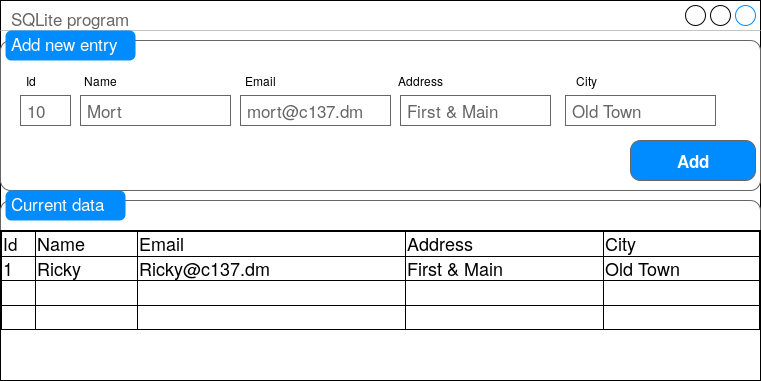 SQLite program
Add new entry
Id Name Email Address City
10 Mort mort@c137.dm First & Main Old Town
Add
Current data
Id Name Email Address City
1 Ricky Ricky@c137.dm First & Main Old Town